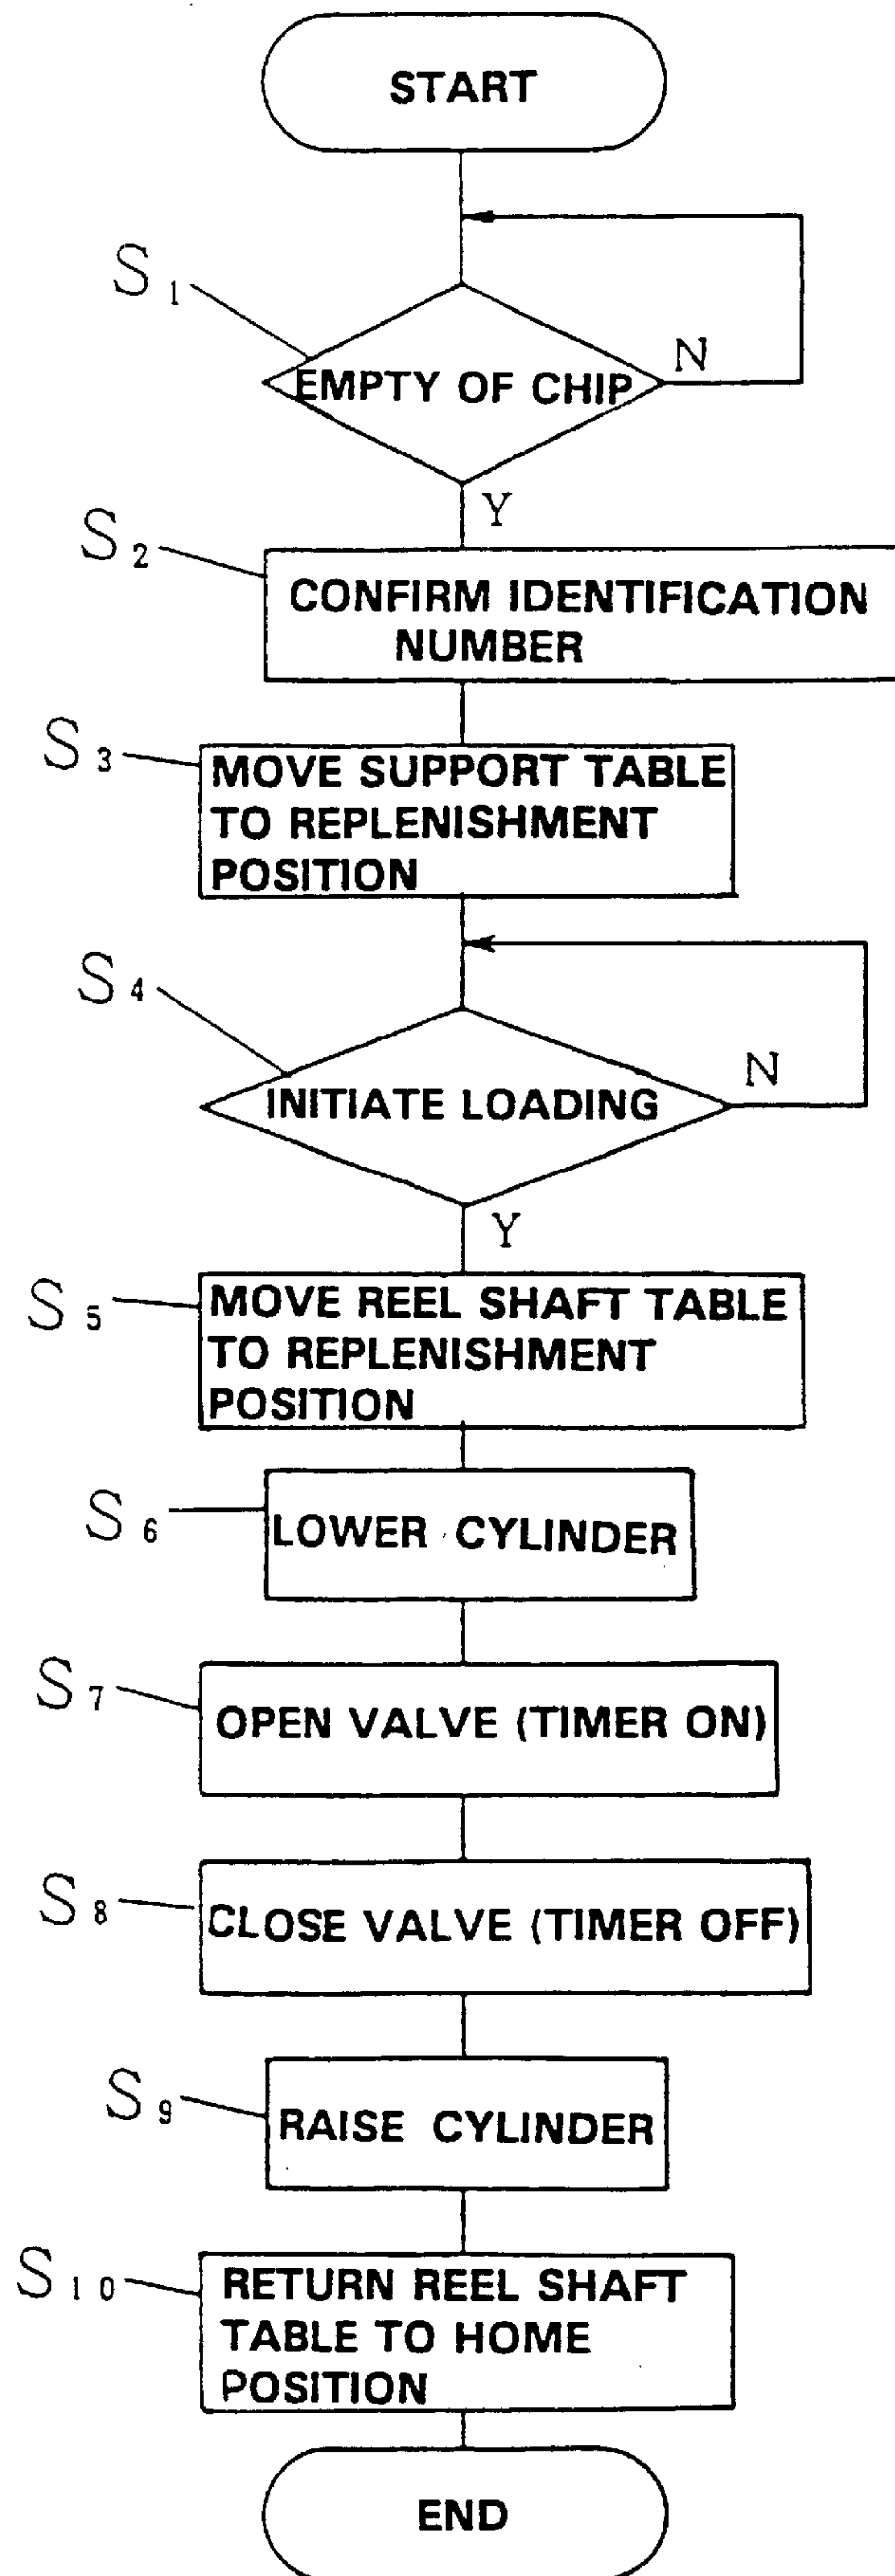 START
S1
EMPTY OF CHIP
N
Y
S2
CONFIRM IDENTIFICATION
NUMBER
S3
MOVE SUPPORT TABLE
TO REPLENISHMENT
POSITION
S4
INITIATE LOADING
N
Y
S5
MOVE REEL SHAFT TABLE
TO REPLENISHMENT
POSITION
S6
LOWER CYLINDER
S7
OPEN VALVE (TIMER ON)
S8
CLOSE VALVE (TIMER OFF)
S9
RAISE CYLINDER
S10
RETURN REEL SHAFT
TABLE TO HOME
POSITION
END